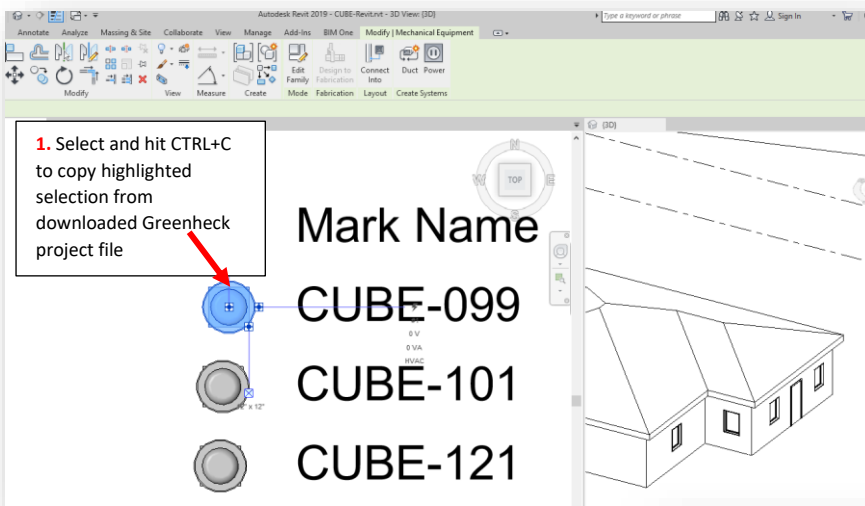 Autodesk Revit 2019 - CUBE-Revit.rvt - 3D View: {3D}
Type a keyword or phrase
Sign In
Annotate Analyze Massing & Site Collaborate View Manage Add-Ins BIM One Modify | Mechanical Equipment
Edit Family
Design to Fabrication
Connect Into
Duct Power
Modify View Measure Create Mode Fabrication Layout Create Systems
{3D}
1. Select and hit CTRL+C
to copy highlighted
selection from
downloaded Greenheck
project file
N
W TOP E
Mark Name
CUBE-099
0 V
0 VA
HVAC
CUBE-101
CUBE-121